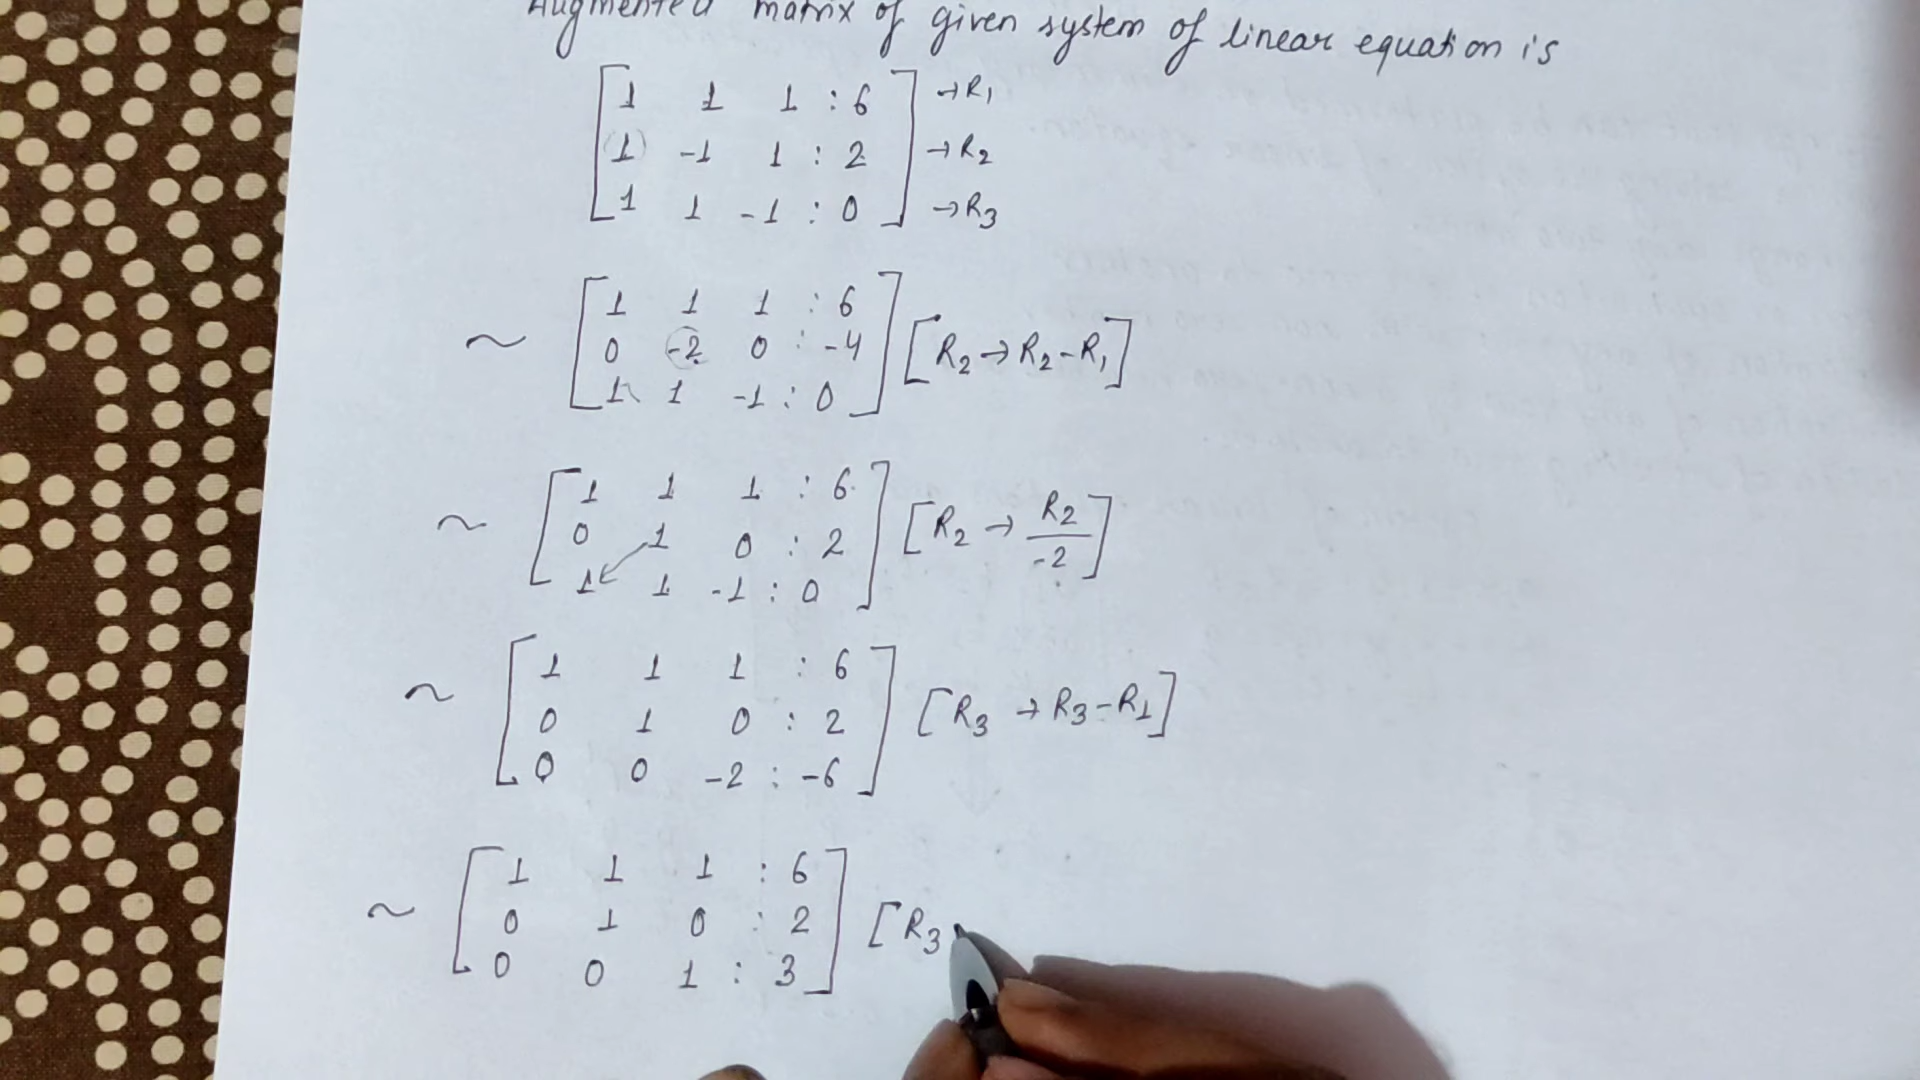 Augmented matrix of given system of linear equation is
1 1 1 : 6 → R1
1 -1 1 : 2 → R2
1 1 -1 : 0 → R3
~ 1 1 1 : 6
0 -2 0 : -4 [R2 → R2 - R1]
1 1 -1 : 0
~ 1 1 1 : 6
0 1 0 : 2 [R2 → R2/-2]
1 1 -1 : 0
~ 1 1 1 : 6
0 1 0 : 2 [R3 → R3 - R1]
0 0 -2 : -6
~ 1 1 1 : 6
0 1 0 : 2 [R3
0 0 1 : 3